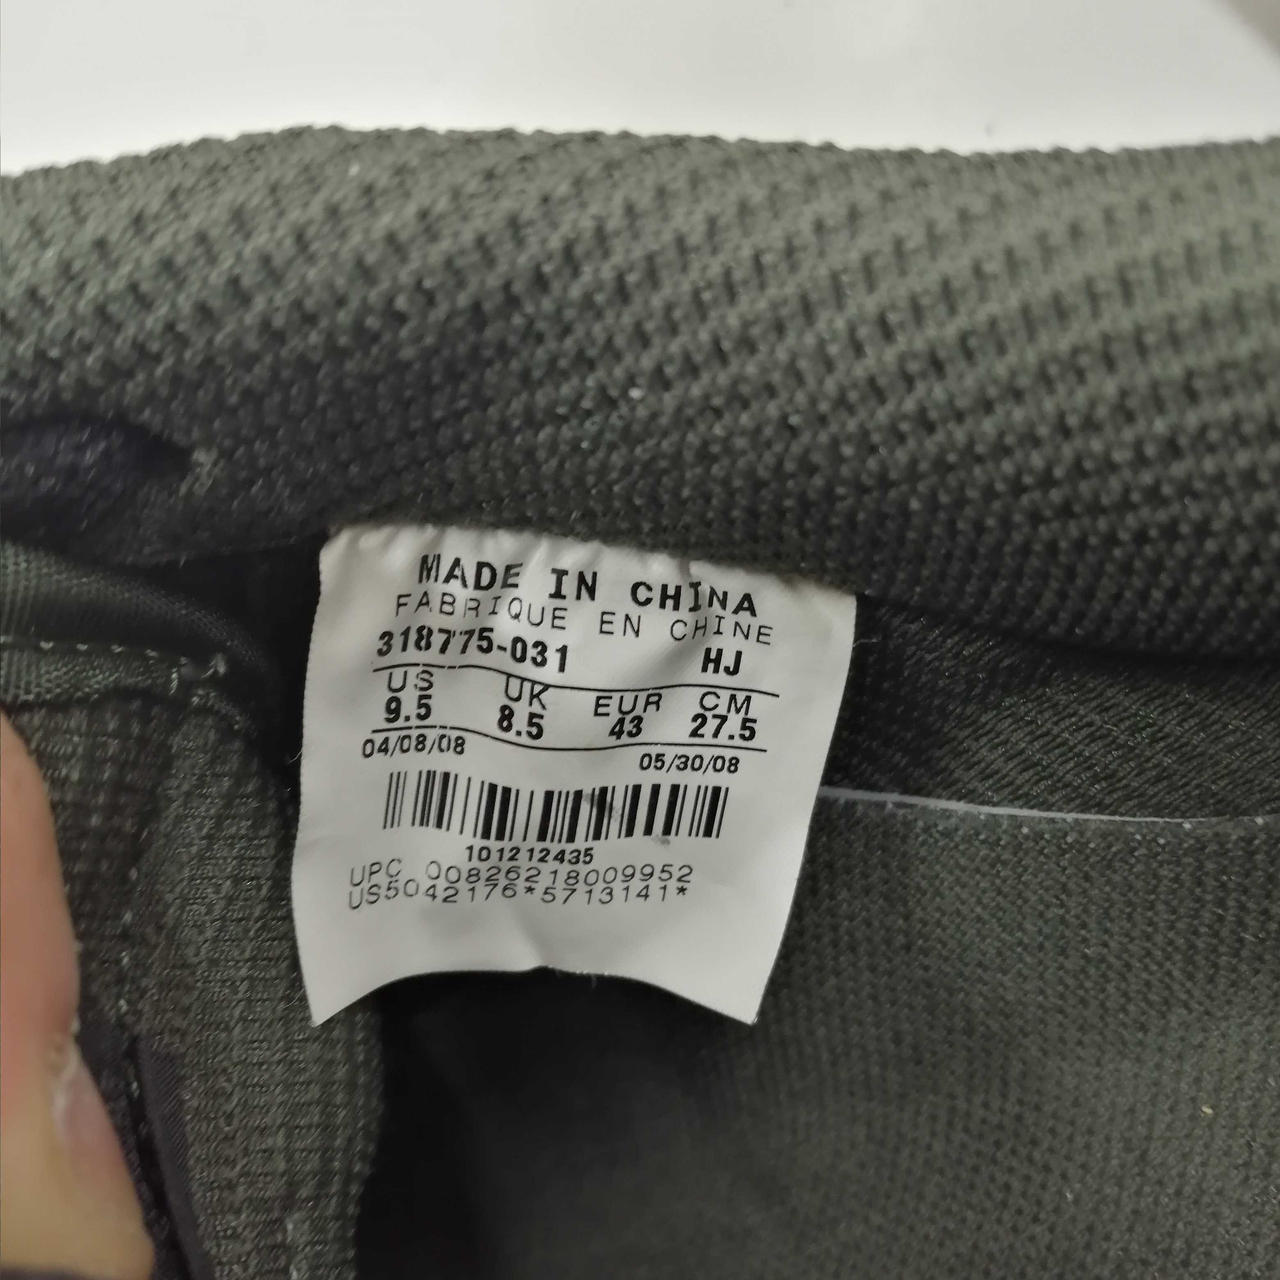 MADE IN CHINA
FABRIQUE EN CHINE
318775-031 HJ
US UK EUR CM
9.5 8.5 43 27.5
04/08/08 05/30/08
101212435
UPC 00826218009952
US5042176*5713141*